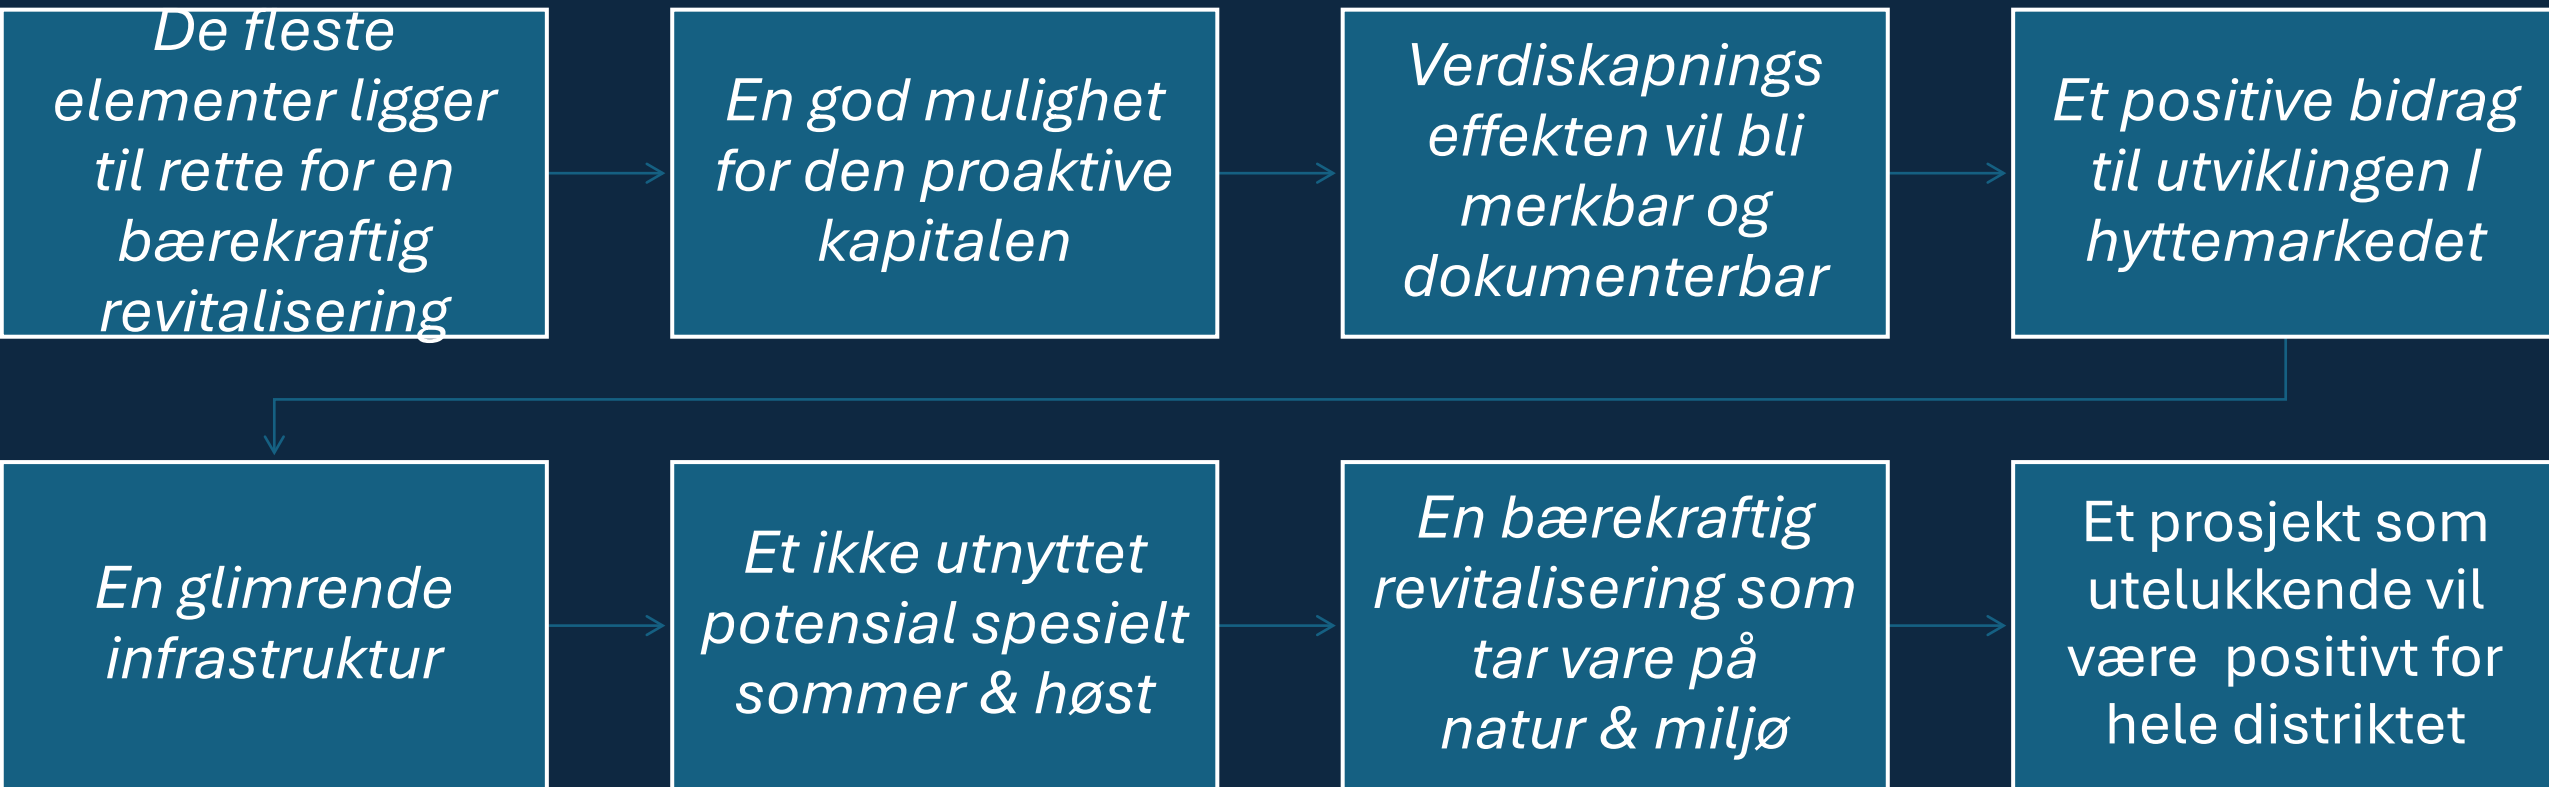 De fleste
elementer ligger
til rette for en
bærekraftig
revitalisering
En god mulighet
for den proaktive
kapitalen
Verdiskapnings
effekten vil bli
merkbar og
dokumenterbar
Et positive bidrag
til utviklingen I
hyttemarkedet
En glimrende
infrastruktur
Et ikke utnyttet
potensial spesielt
sommer & høst
En bærekraftig
revitalisering som
tar vare på
natur & miljø
Et prosjekt som
utelukkende vil
være  positivt for
hele distriktet